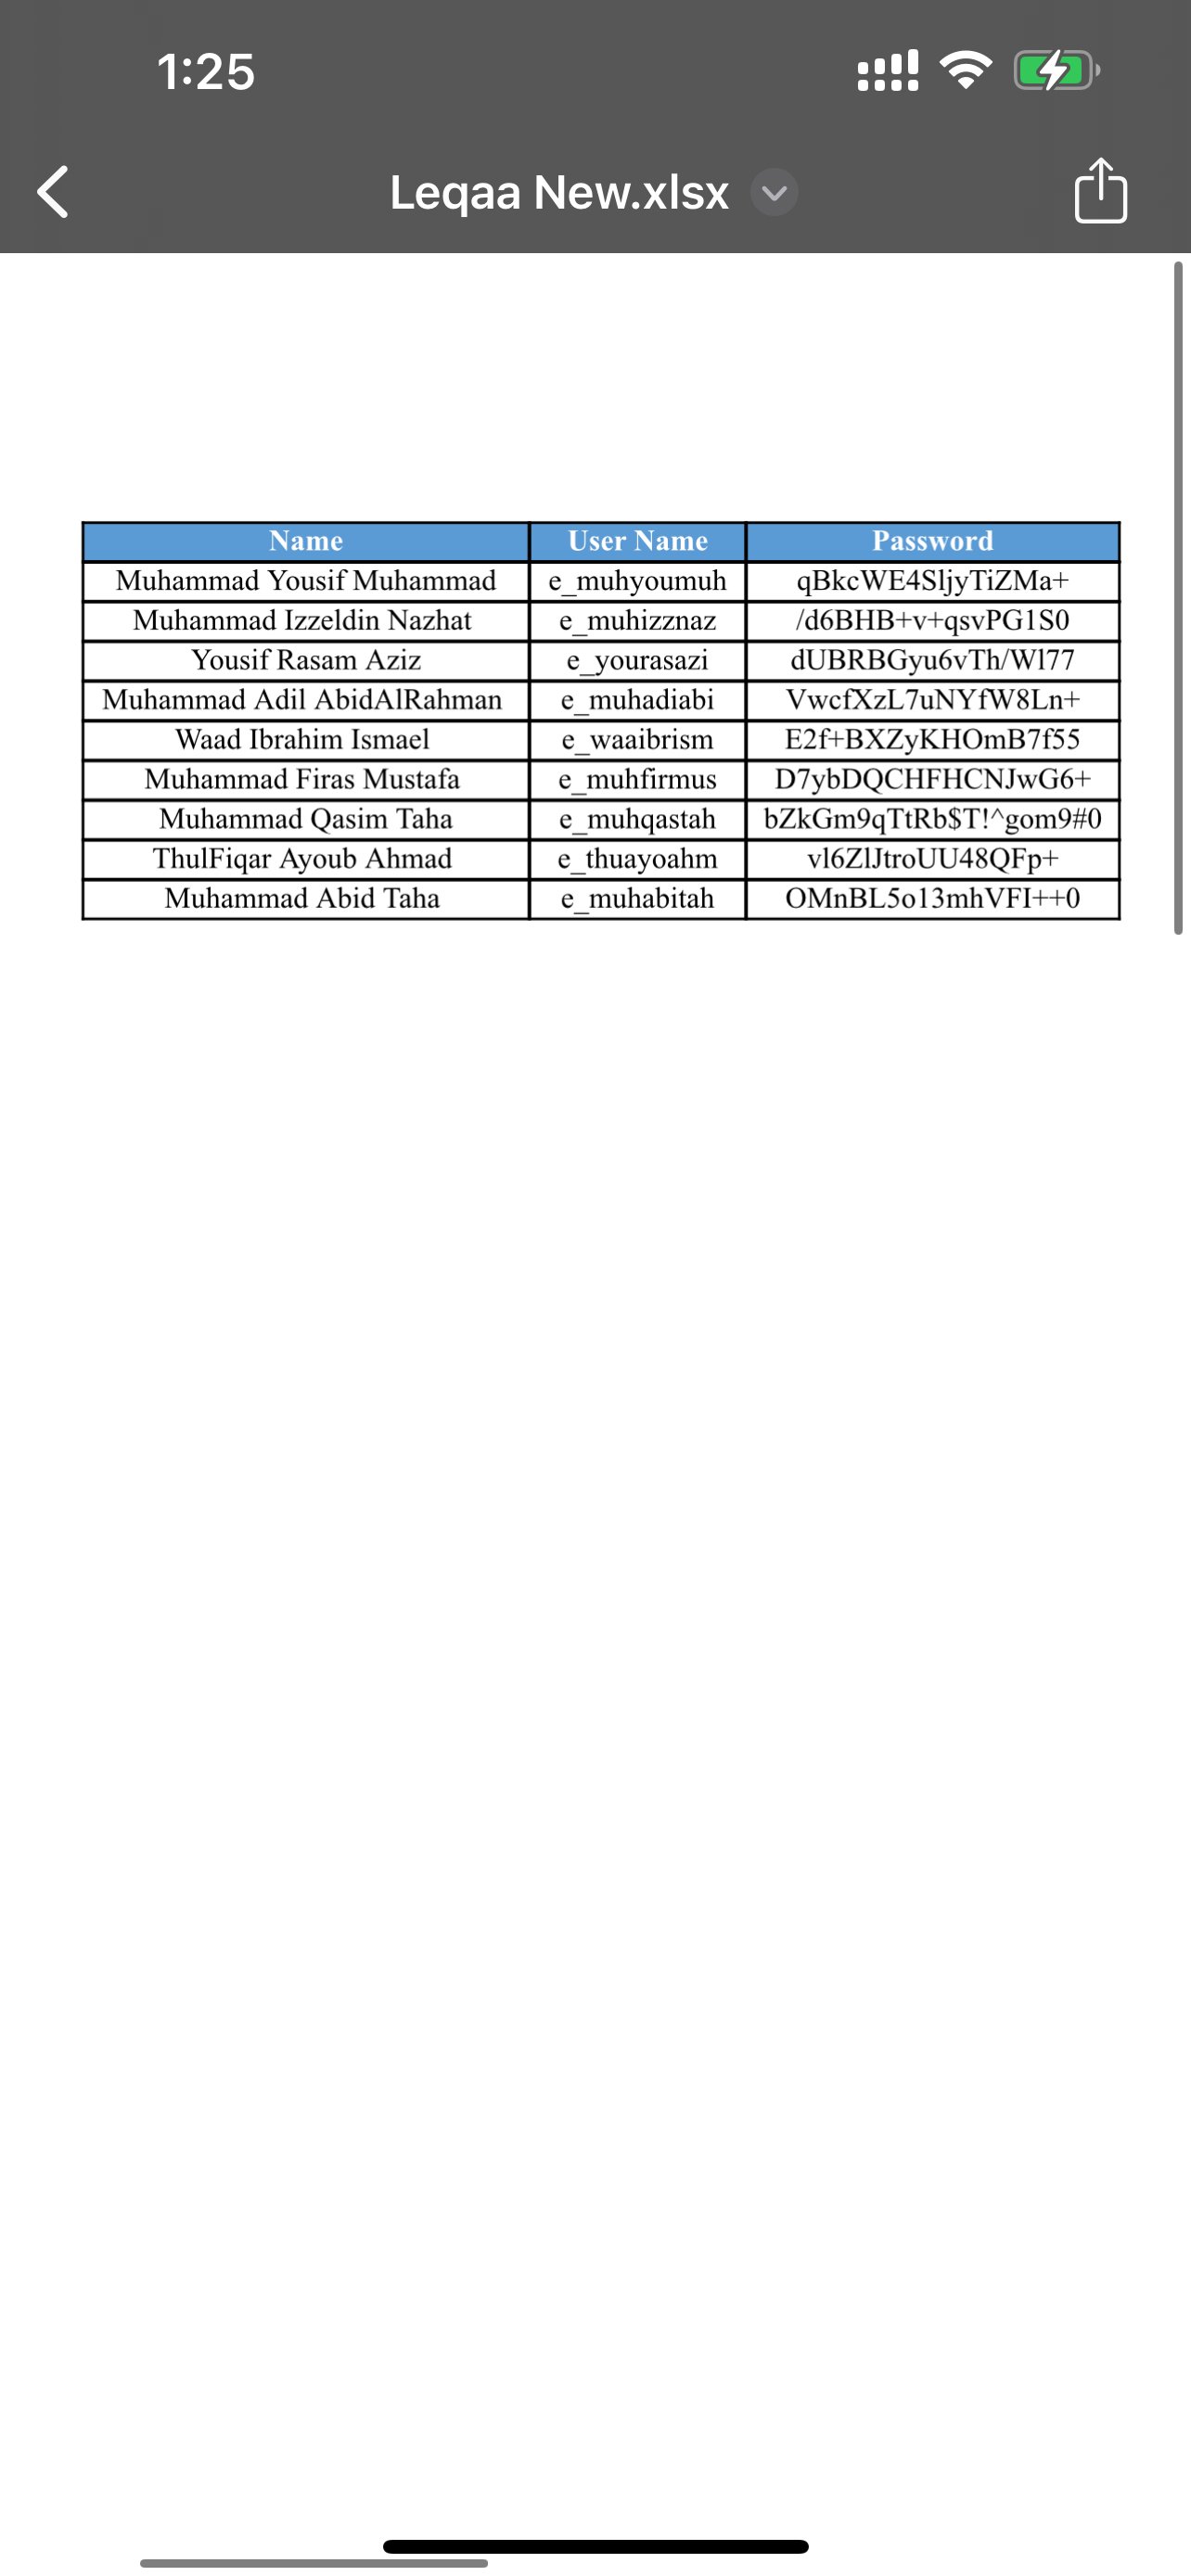 1:25
Leqaa New.xlsx
Name User Name Password
Muhammad Yousif Muhammad e_muhyoumuh qBkcWE4SljyTiZMa+
Muhammad Izzeldin Nazhat e_muhizznaz /d6BHB+v+qsvPG1S0
Yousif Rasam Aziz e_yourasazi dUBRBGyu6vTh/Wl77
Muhammad Adil AbidAlRahman e_muhadiabi VwcfXzL7uNYfW8Ln+
Waad Ibrahim Ismael e_waaibrism E2f+BXZyKHOmB7f55
Muhammad Firas Mustafa e_muhfirmus D7ybDQCHFHCNJwG6+
Muhammad Qasim Taha e_muhqastah bZkGm9qTtRb$T!^gom9#0
ThulFiqar Ayoub Ahmad e_thuayoahm vl6ZlJtroUU48QFp+
Muhammad Abid Taha e_muhabitah OMnBL5o13mhVFI++0